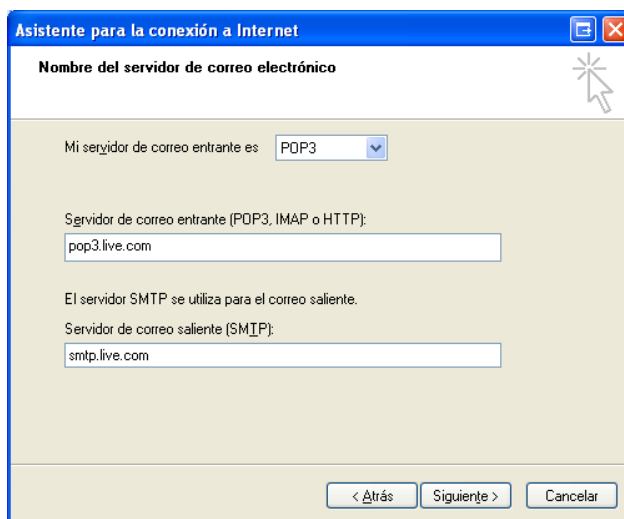 Asistente para la conexión a Internet
Nombre del servidor de correo electrónico
Mi servidor de correo entrante es POP3
Servidor de correo entrante (POP3, IMAP o HTTP):
pop3.live.com
El servidor SMTP se utiliza para el correo saliente.
Servidor de correo saliente (SMTP):
smtp.live.com
< Atrás Siguiente > Cancelar